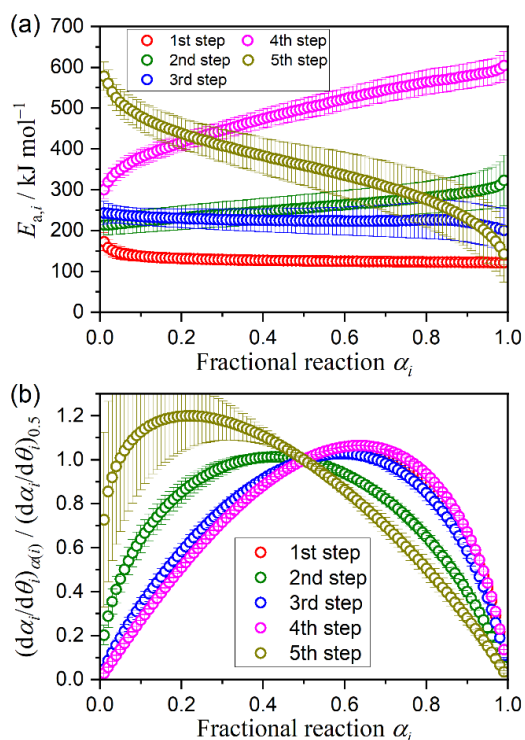 (a)
1st step
2nd step
3rd step
4th step
5th step
700
600
500
400
300
200
100
0
E_a,i / kJ mol⁻¹
0.0 0.2 0.4 0.6 0.8 1.0
Fractional reaction α_i
(b)
1.2
1.0
0.8
0.6
0.4
0.2
0.0
(dα_i/dθ_i)_α(i) / (dα_i/dθ_i)_0.5
1st step
2nd step
3rd step
4th step
5th step
0.0 0.2 0.4 0.6 0.8 1.0
Fractional reaction α_i